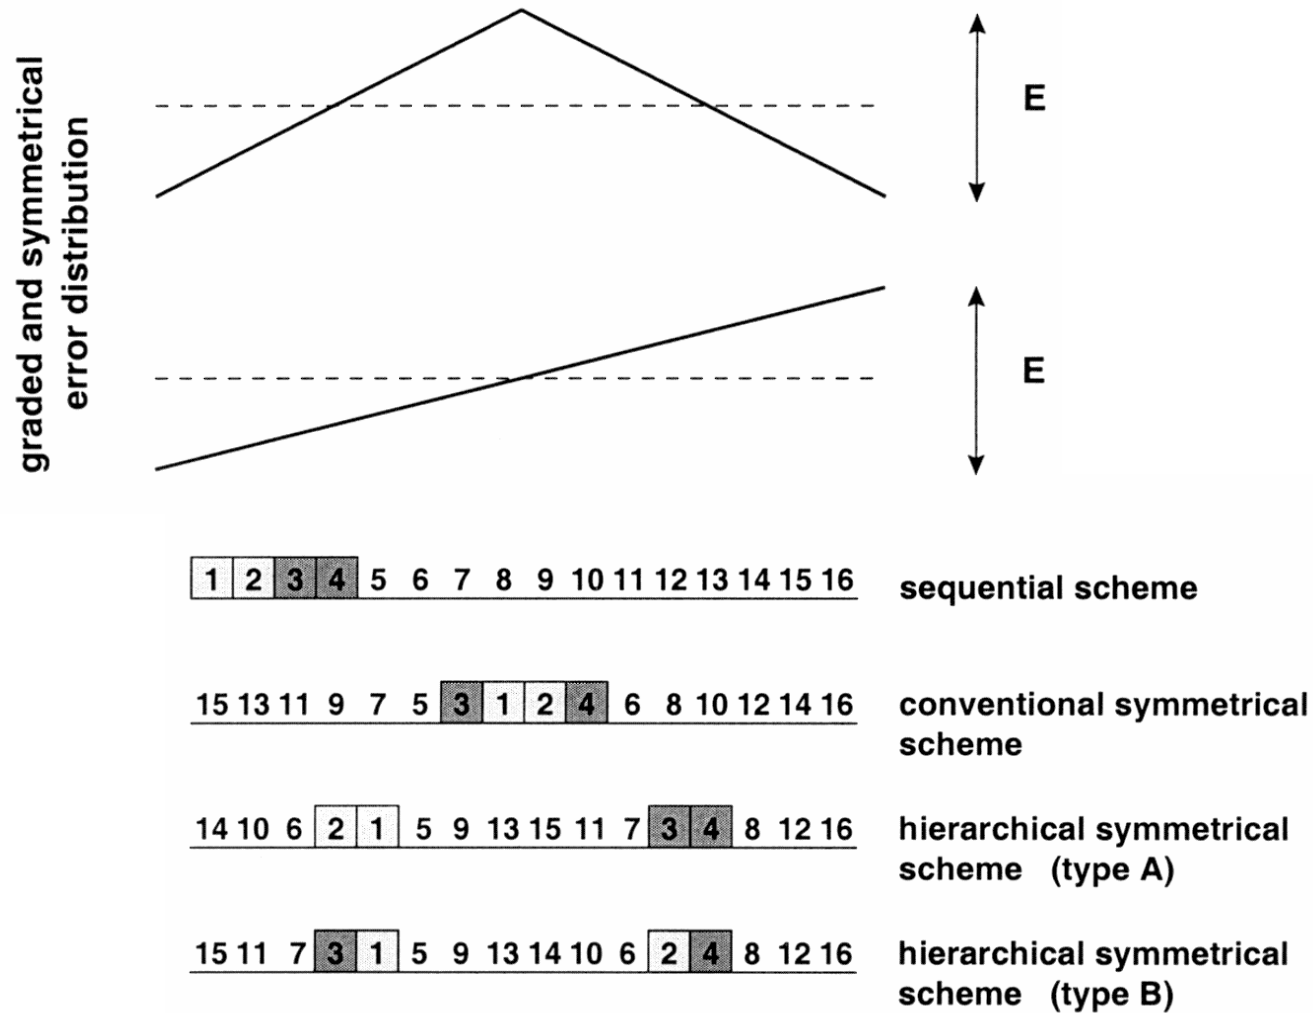 graded and symmetrical
error distribution
E
E
1 2 3 4 5 6 7 8 9 10 11 12 13 14 15 16 sequential scheme
15 13 11 9 7 5 3 1 2 4 6 8 10 12 14 16 conventional symmetrical
scheme
14 10 6 2 1 5 9 13 15 11 7 3 4 8 12 16 hierarchical symmetrical
scheme (type A)
15 11 7 3 1 5 9 13 14 10 6 2 4 8 12 16 hierarchical symmetrical
scheme (type B)